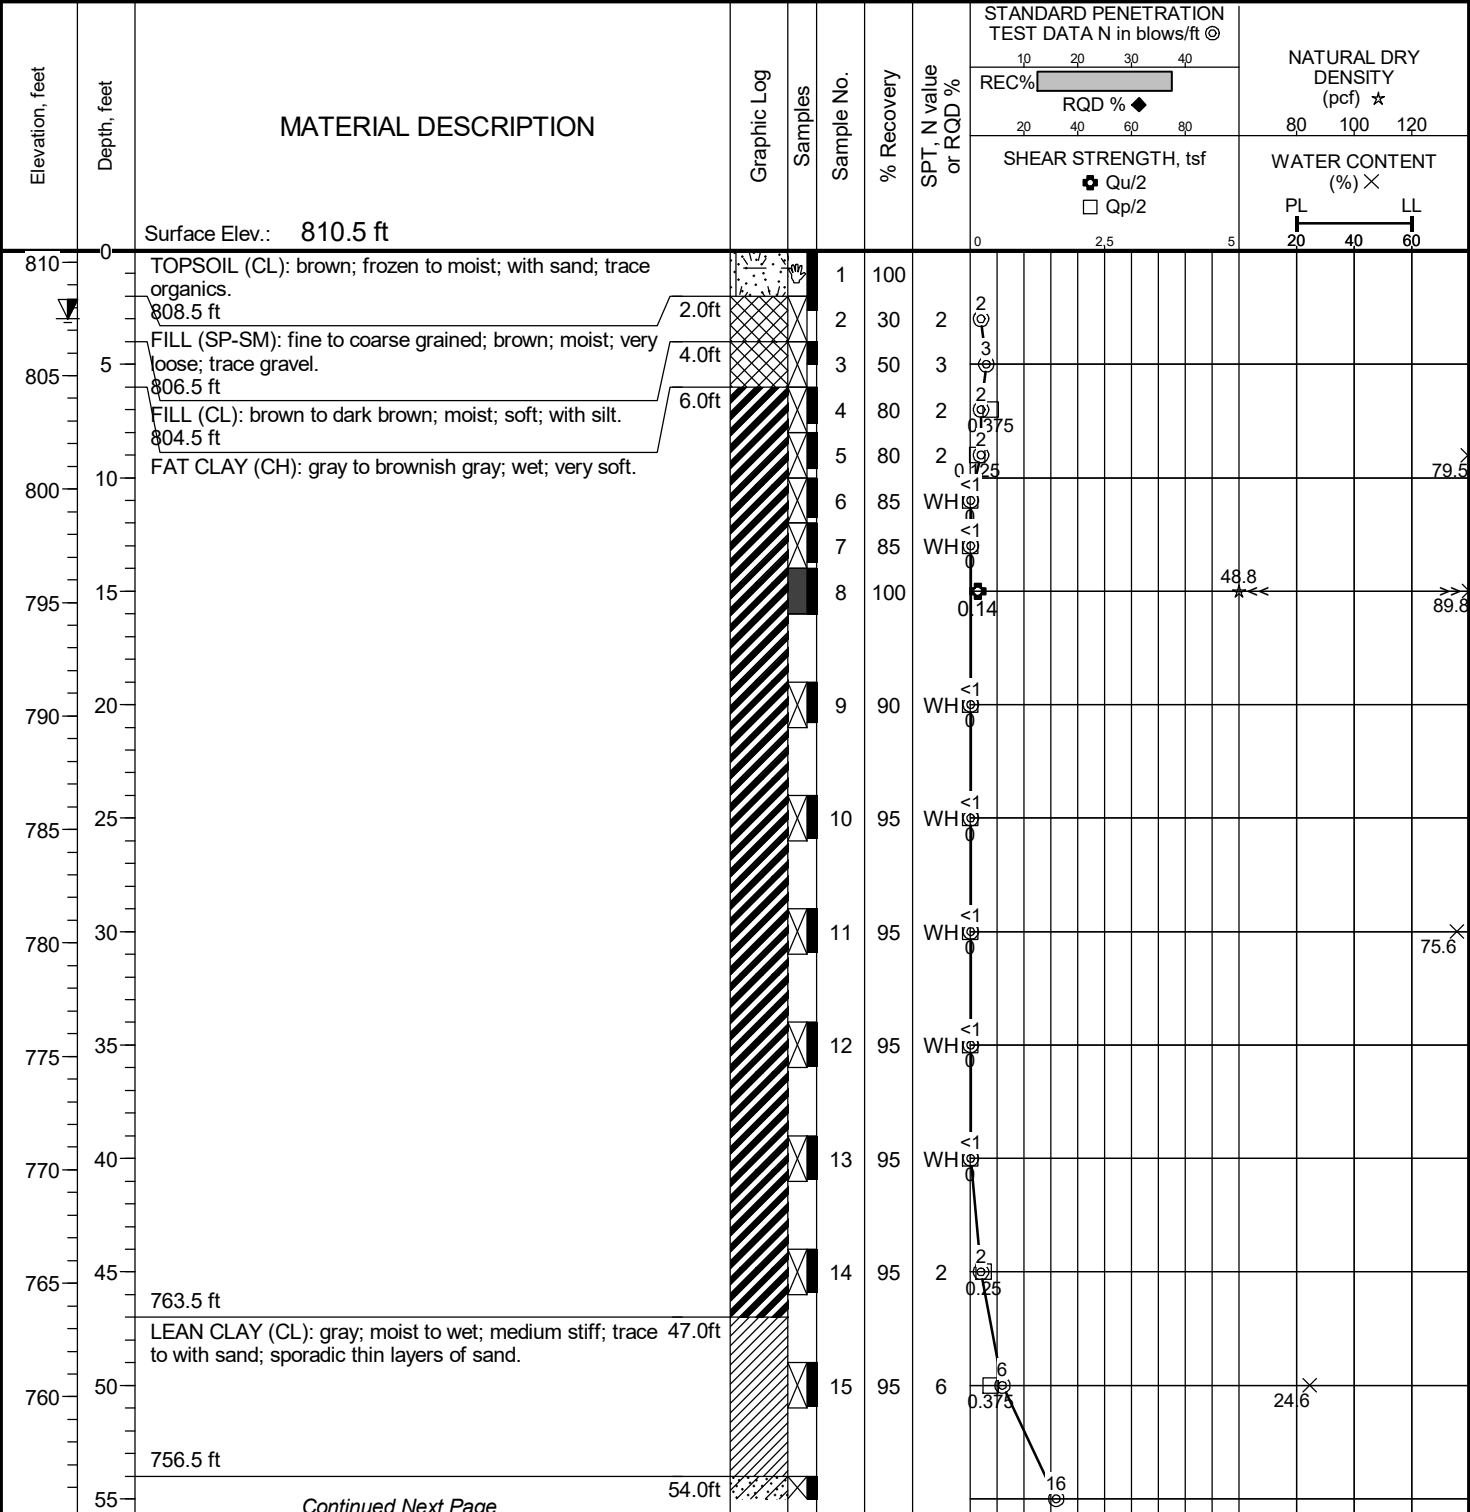 Elevation, feet
Depth, feet
MATERIAL DESCRIPTION
Surface Elev.: 810.5 ft
Graphic Log
Samples
Sample No.
% Recovery
SPT, N value
or RQD %
STANDARD PENETRATION
TEST DATA N in blows/ft
10 20 30 40
REC%
RQD %
20 40 60 80
SHEAR STRENGTH, tsf
Qu/2
Qp/2
0 2.5 5
NATURAL DRY
DENSITY
(pcf)
80 100 120
WATER CONTENT
(%)
PL LL
20 40 60
810 0
TOPSOIL (CL): brown; frozen to moist; with sand; trace
organics.
808.5 ft 2.0ft
1 100
FILL (SP-SM): fine to coarse grained; brown; moist; very
loose; trace gravel.
806.5 ft 4.0ft
2 30 2 2
805 5
3 50 3 3
FILL (CL): brown to dark brown; moist; soft; with silt.
804.5 ft 6.0ft
4 80 2 2
0.375
FAT CLAY (CH): gray to brownish gray; wet; very soft.
5 80 2 2
0.125 79.5
800 10
6 85 WH <1
0
7 85 WH <1
0
795 15
8 100 48.8
0.14 89.8
790 20 9 90 WH <1
0
785 25 10 95 WH <1
0
780 30 11 95 WH <1
0 75.6
775 35 12 95 WH <1
0
770 40 13 95 WH <1
0
765 45 14 95 2 2
0.25
763.5 ft
LEAN CLAY (CL): gray; moist to wet; medium stiff; trace 47.0ft
to with sand; sporadic thin layers of sand.
760 50 15 95 6 6
0.375 24.6
756.5 ft
54.0ft 16
55
Continued Next Page